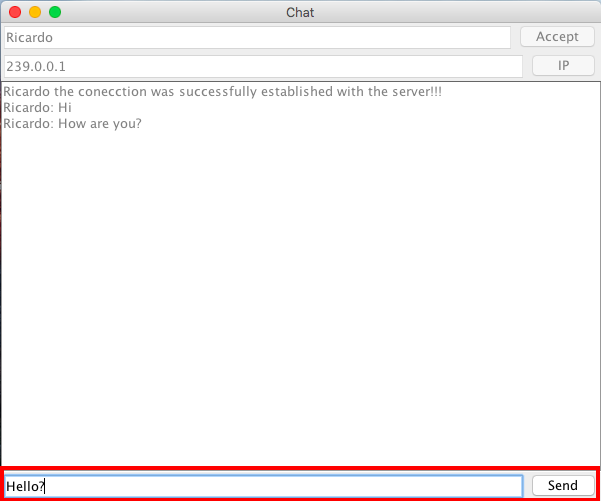 Chat
Ricardo
Accept
239.0.0.1
IP
Ricardo the conecction was successfully established with the server!!!
Ricardo: Hi
Ricardo: How are you?
Hello?
Send